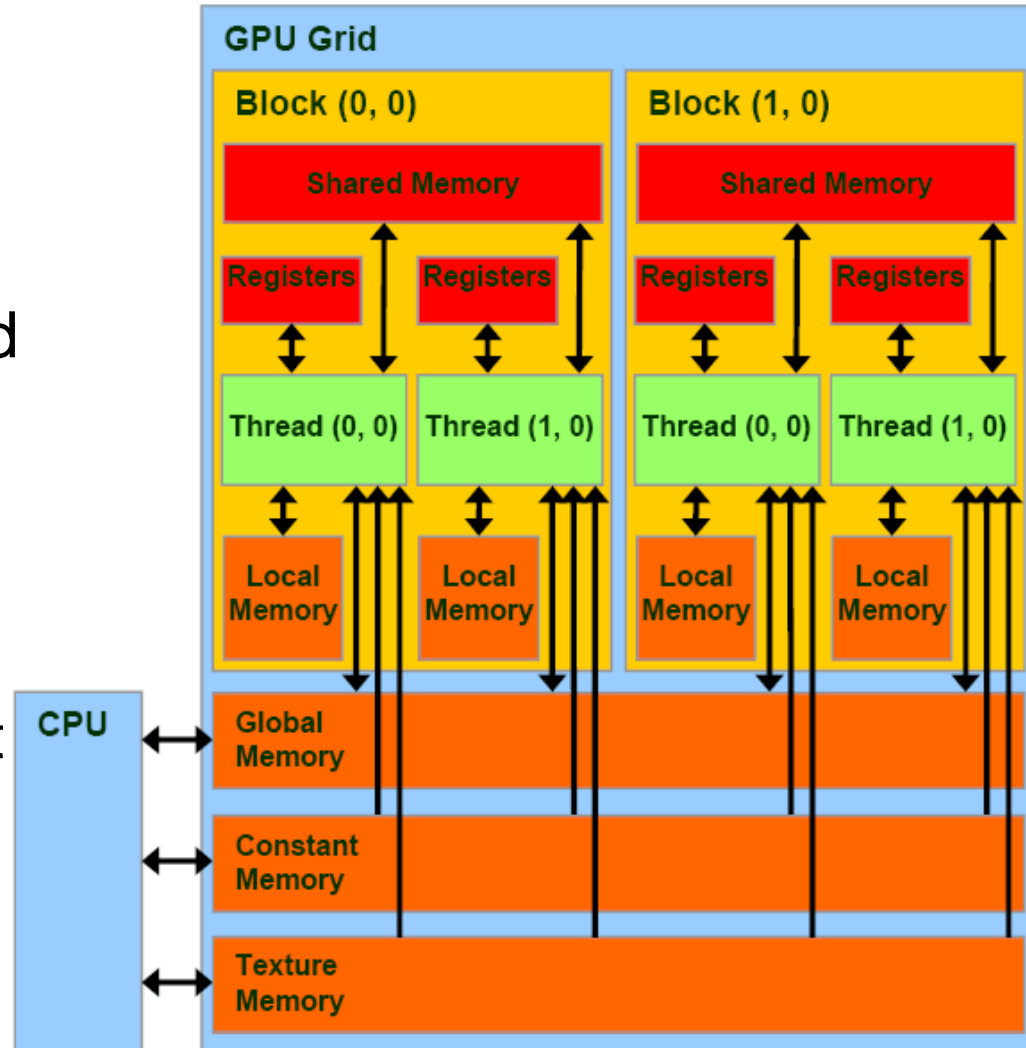 GPU Grid
Block (0, 0)
Block (1, 0)
Shared Memory
Shared Memory
Registers
Registers
Registers
Registers
d
Thread (0, 0)
Thread (1, 0)
Thread (0, 0)
Thread (1, 0)
Local
Memory
Local
Memory
Local
Memory
Local
Memory
t
CPU
Global
Memory
Constant
Memory
Texture
Memory